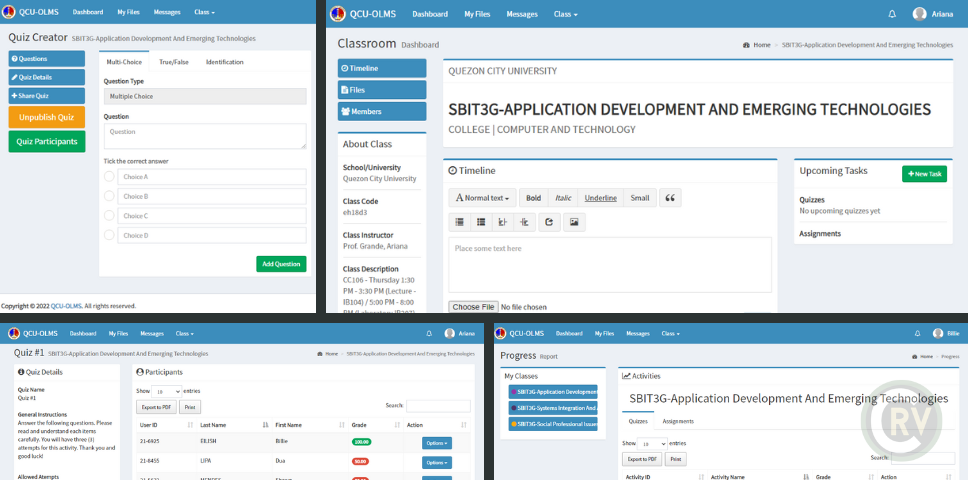 QCU-OLMS Dashboard My Files Messages Class
Quiz Creator SBIT3G-Application Development And Emerging Technologies
Questions
Quiz Details
Share Quiz
Unpublish Quiz
Quiz Participants
Multi-Choice True/False Identification
Question Type
Multiple Choice
Question
Question
Tick the correct answer
Choice A
Choice B
Choice C
Choice D
Add Question
Copyright © 2022 QCU-OLMS. All rights reserved.
QCU-OLMS Dashboard My Files Messages Class Ariana
Classroom Dashboard
Home > SBIT3G-Application Development And Emerging Technologies
Timeline
Files
Members
About Class
School/University
Quezon City University
Class Code
eh18d3
Class Instructor
Prof. Grande, Ariana
Class Description
CC106 - Thursday 1:30
PM - 3:30 PM (Lecture -
IB104) / 5:00 PM - 8:00
QUEZON CITY UNIVERSITY
SBIT3G-APPLICATION DEVELOPMENT AND EMERGING TECHNOLOGIES
COLLEGE | COMPUTER AND TECHNOLOGY
Timeline
Normal text Bold Italic Underline Small
Place some text here
Choose File No file chosen
Upcoming Tasks
+ New Task
Quizzes
No upcoming quizzes yet
Assignments
QCU-OLMS Dashboard My Files Messages Class Ariana
Quiz #1 SBIT3G-Application Development And Emerging Technologies
Home > SBIT3G-Application Development And Emerging Technologies
Quiz Details
Quiz Name
Quiz #1
General Instructions
Answer the following questions. Please
read and understand each items
carefully. You will have three (3)
attempts for this activity. Thank you and
good luck!
Allowed Atempts
Participants
Show 10 entries
Export to PDF Print
Search:
User ID Last Name First Name Grade Action
21-6925 EILISH Billie 100.00 Options
21-8455 LIPA Dua 50.00 Options
QCU-OLMS Dashboard My Files Messages Class Billie
Progress Report
Home > Progress
My Classes
SBIT3G-Application Development
SBIT3G-Systems Integration And
SBIT3G-Social Professional Issues
Activities
SBIT3G-Application Development And Emerging Technologies
Quizzes Assignments
Show 10 entries
Export to PDF Print
Search:
Activity ID Activity Name Grade Action
RV